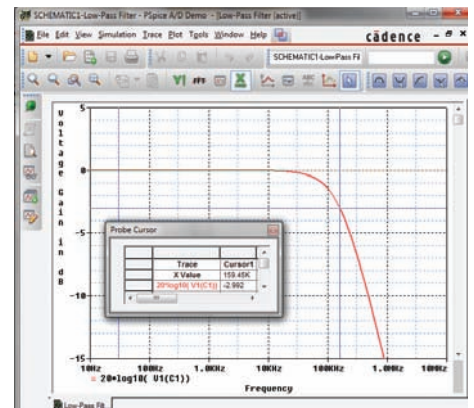 SCHEMATIC1-Low-Pass Filter - PSpice A/D Demo - [Low-Pass Filter (active)]
File Edit View Simulation Trace Plot Tools Window Help
cādence
SCHEMATIC1-Low-Pass Fil
Voltage Gain in dB
5
0
-5
-10
-15
Probe Cursor
Trace Cursor1
X Value 159.45K
20*log10( V1(C1)) -2.992
10Hz 100Hz 1.0KHz 10KHz 100KHz 1.0MHz 10MHz
20*log10( V1(C1))
Frequency
Low-Pass Filt